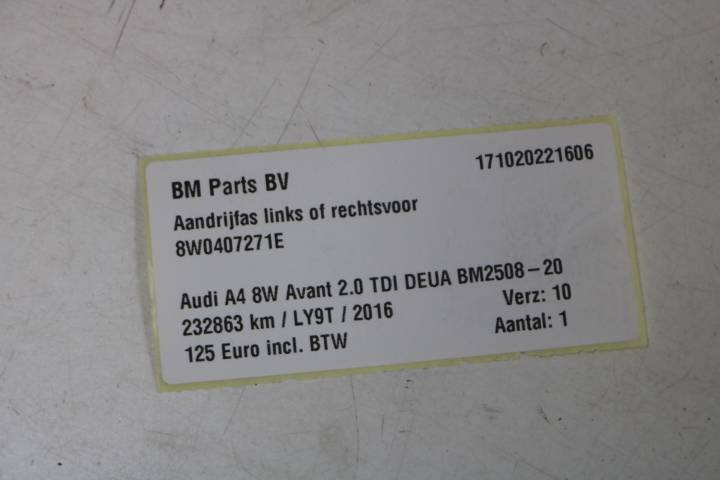 BM Parts BV 171020221606
Aandrijfas links of rechtsvoor
8W0407271E
Audi A4 8W Avant 2.0 TDI DEUA BM2508-20
232863 km / LY9T / 2016 Verz: 10
125 Euro incl. BTW Aantal: 1